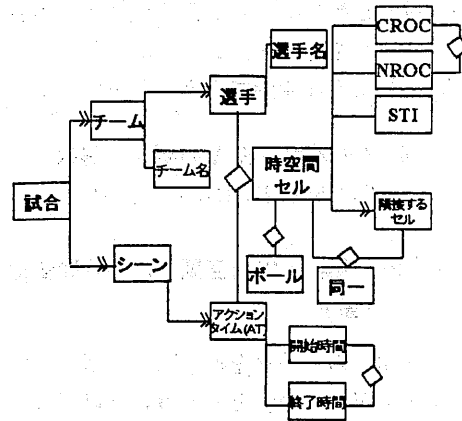 CROC
選手名
NROC
選手
STI
チーム
時空間
セル
チーム名
試合
隣接する
セル
シーン
ボール
同一
アクション
タイム(AT)
開始時間
終了時間